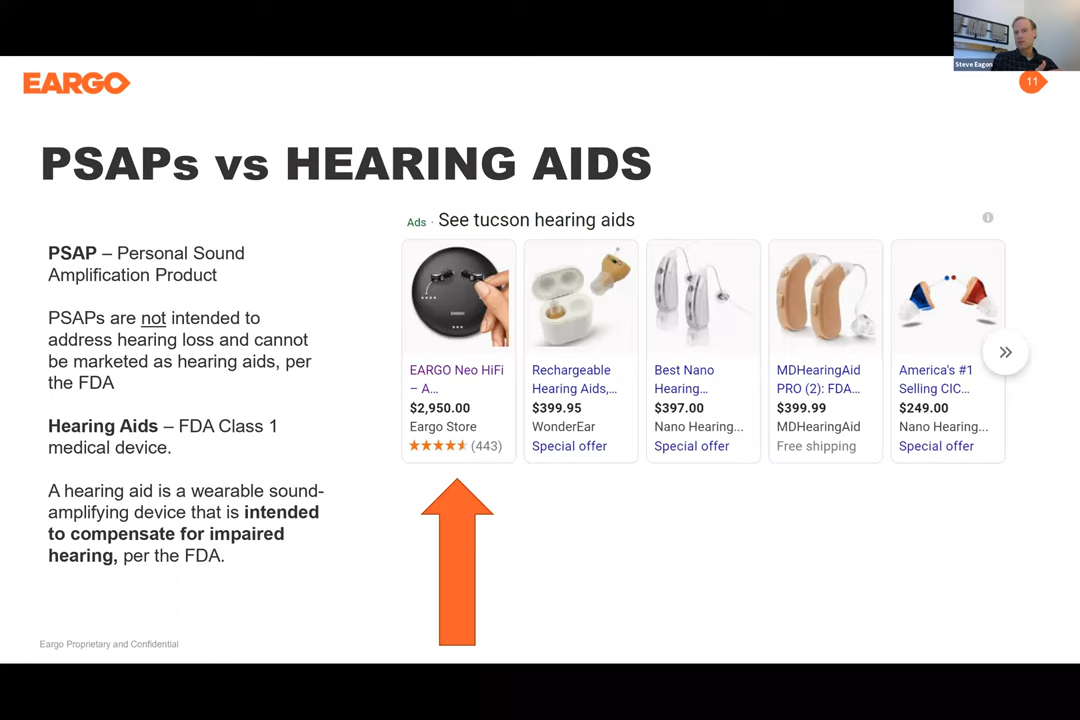 Steve Eagon
EARGO
11
PSAPs vs HEARING AIDS
PSAP – Personal Sound
Amplification Product
PSAPs are not intended to
address hearing loss and cannot
be marketed as hearing aids, per
the FDA
Hearing Aids – FDA Class 1
medical device.
A hearing aid is a wearable sound-
amplifying device that is intended
to compensate for impaired
hearing, per the FDA.
Ads · See tucson hearing aids
EARGO Neo HiFi
– A...
$2,950.00
Eargo Store
(443)
Rechargeable
Hearing Aids,...
$399.95
WonderEar
Special offer
Best Nano
Hearing...
$397.00
Nano Hearing...
Special offer
MDHearingAid
PRO (2): FDA...
$399.99
MDHearingAid
Free shipping
America's #1
Selling CIC...
$249.00
Nano Hearing...
Special offer
Eargo Proprietary and Confidential